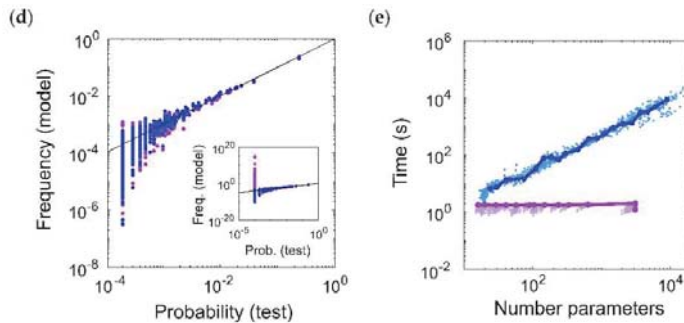 (d)
10^0
10^-2
10^-4
10^-6
10^-8
Frequency (model)
10^-4
10^-2
10^0
Probability (test)
10^20
10^0
10^-20
Freq. (model)
10^-5
10^0
Prob. (test)
(e)
10^6
10^4
10^2
10^0
10^-2
Time (s)
10^2
10^4
Number parameters